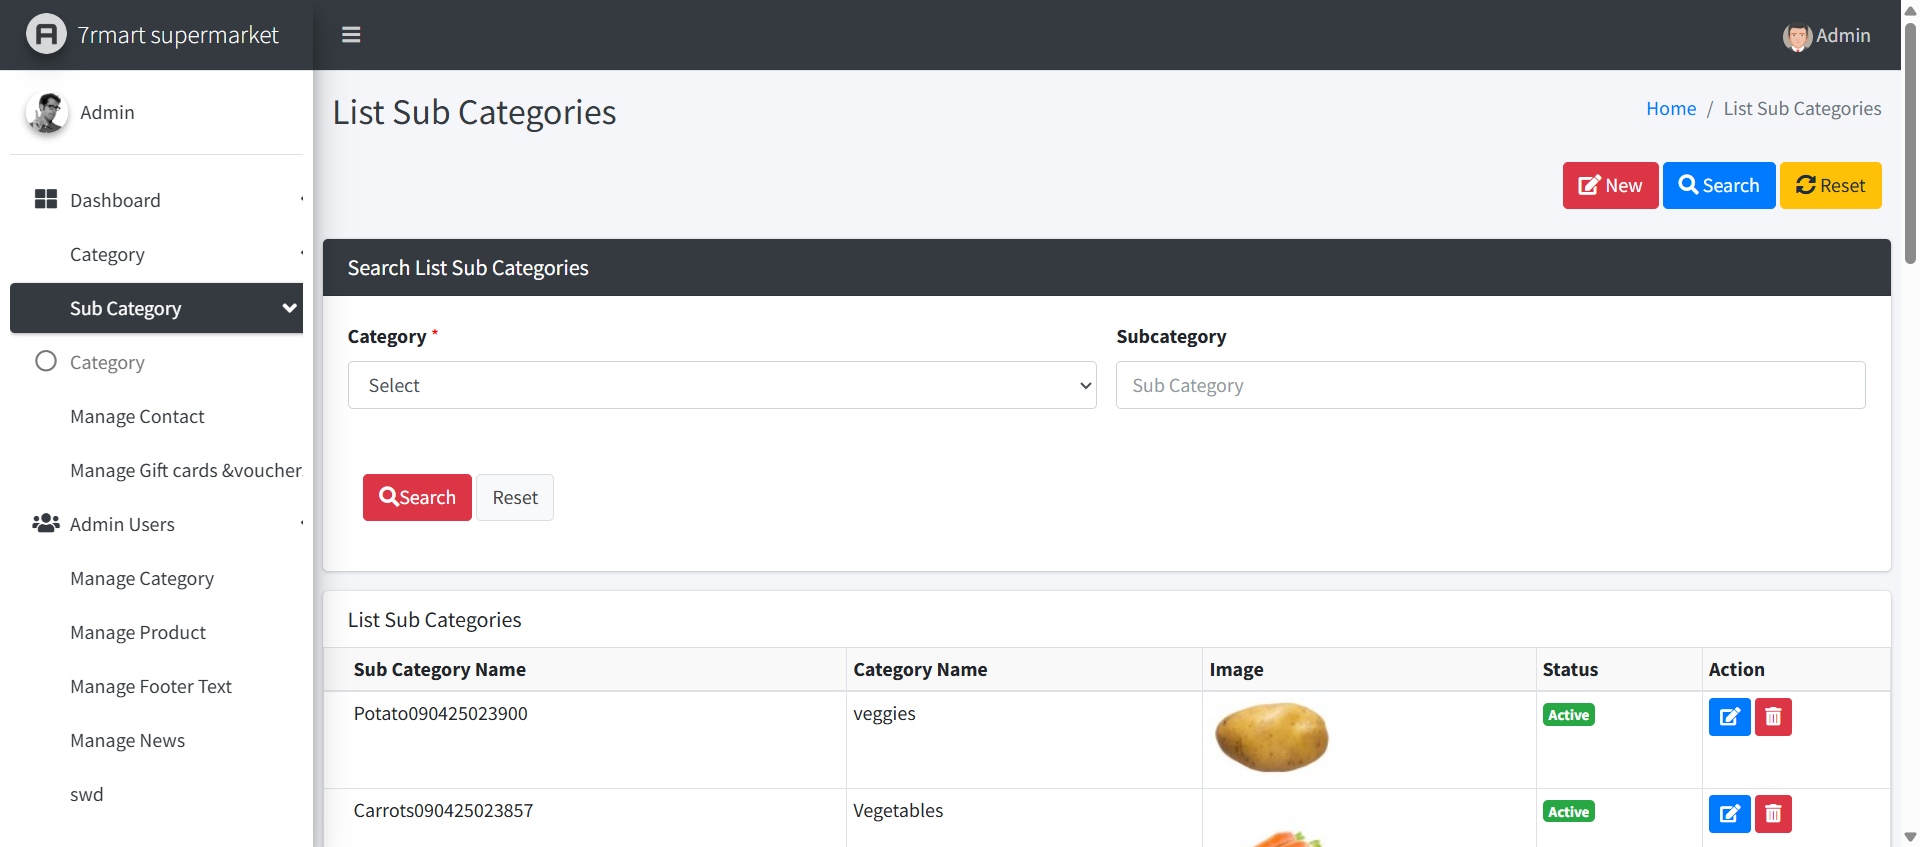 7rmart supermarket
Admin
Admin
List Sub Categories
Home / List Sub Categories
New
Search
Reset
Dashboard
Category
Sub Category
Category
Manage Contact
Manage Gift cards &voucher
Admin Users
Manage Category
Manage Product
Manage Footer Text
Manage News
swd
Search List Sub Categories
Category *
Subcategory
Select
Sub Category
Search
Reset
List Sub Categories
Sub Category Name Category Name Image Status Action
Potato090425023900 veggies Active
Carrots090425023857 Vegetables Active